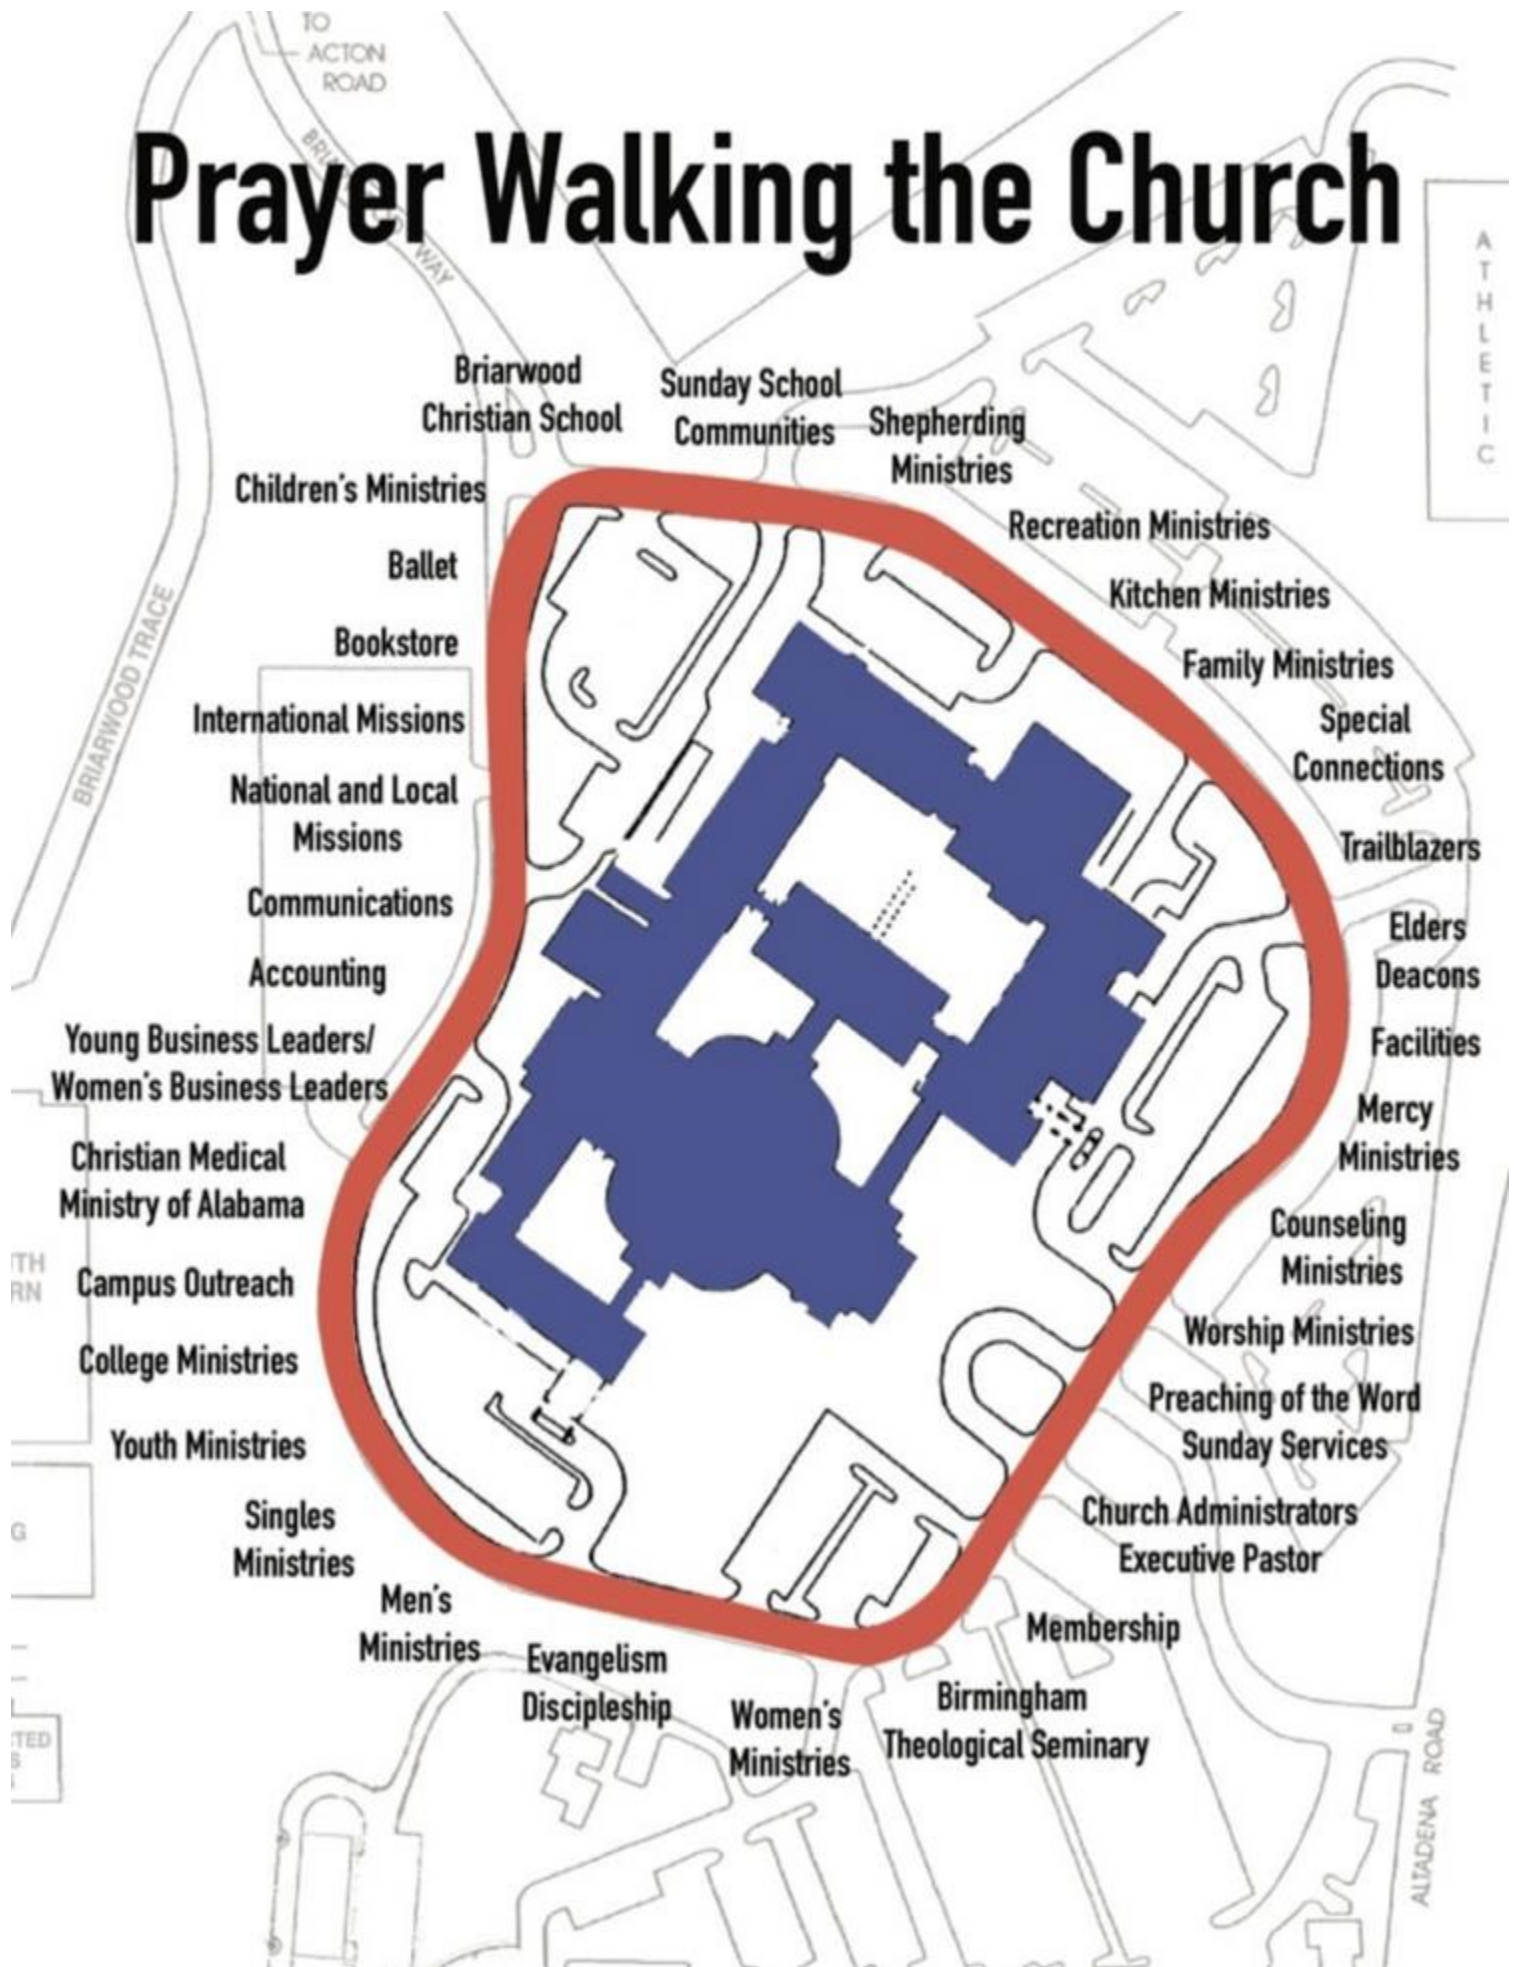 TO
ACTON
ROAD
Prayer Walking the Church
WAY
A
T
H
L
E
T
I
C
Briarwood
Christian School
Sunday School
Communities
Shepherding
Ministries
Children's Ministries
Recreation Ministries
Ballet
Kitchen Ministries
Bookstore
Family Ministries
BRIARWOOD TRACE
International Missions
Special
Connections
National and Local
Missions
Trailblazers
Communications
Elders
Deacons
Accounting
Facilities
Young Business Leaders/
Women's Business Leaders
Mercy
Ministries
Christian Medical
Ministry of Alabama
Counseling
Ministries
TH
RN
Campus Outreach
Worship Ministries
College Ministries
Preaching of the Word
Sunday Services
Youth Ministries
Church Administrators
Executive Pastor
Singles
Ministries
G
Men's
Ministries
Membership
Evangelism
Discipleship
Birmingham
Theological Seminary
Women's
Ministries
TED
S
ALTADENA ROAD